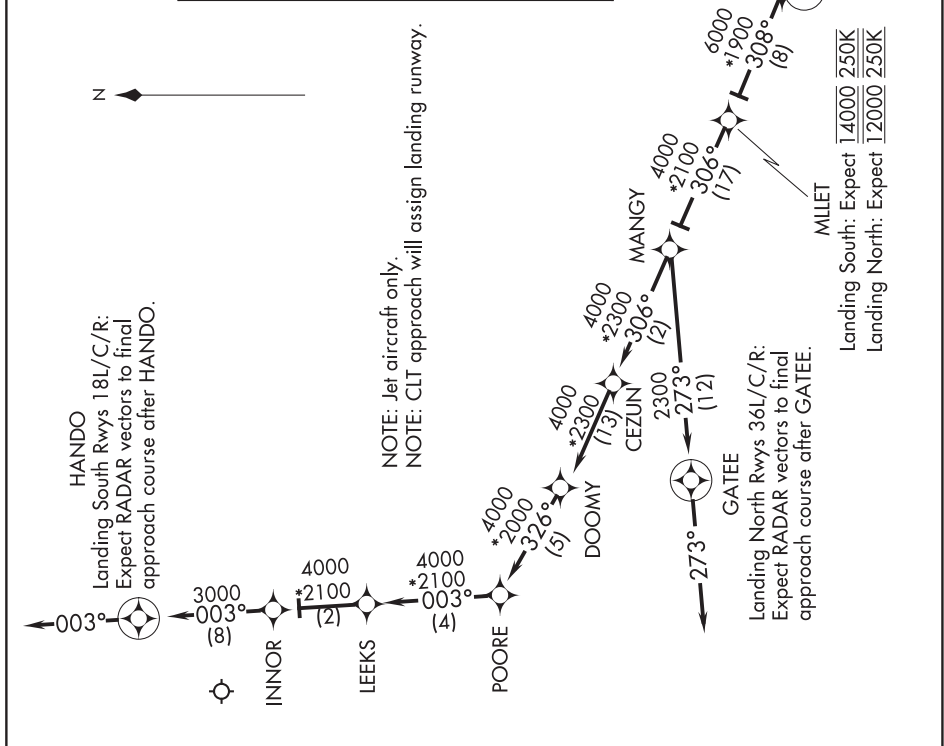 N
NOTE: Jet aircraft only.
NOTE: CLT approach will assign landing runway.
HANDO
Landing South Rwys 18L/C/R:
Expect RADAR vectors to final
approach course after HANDO.
003°
3000
003°
(8)
INNOR
4000
*2100
(2)
LEEKS
4000
*2100
003°
(4)
POORE
4000
*2000
326°
(5)
DOOMY
4000
*2300
(13)
CEZUN
4000
*2300
306°
(2)
MANGY
4000
*2100
306°
(17)
6000
*1900
308°
(8)
MLLET
Landing South: Expect 14000 250K
Landing North: Expect 12000 250K
2300
273°
(12)
GATEE
Landing North Rwys 36L/C/R:
Expect RADAR vectors to final
approach course after GATEE.
273°